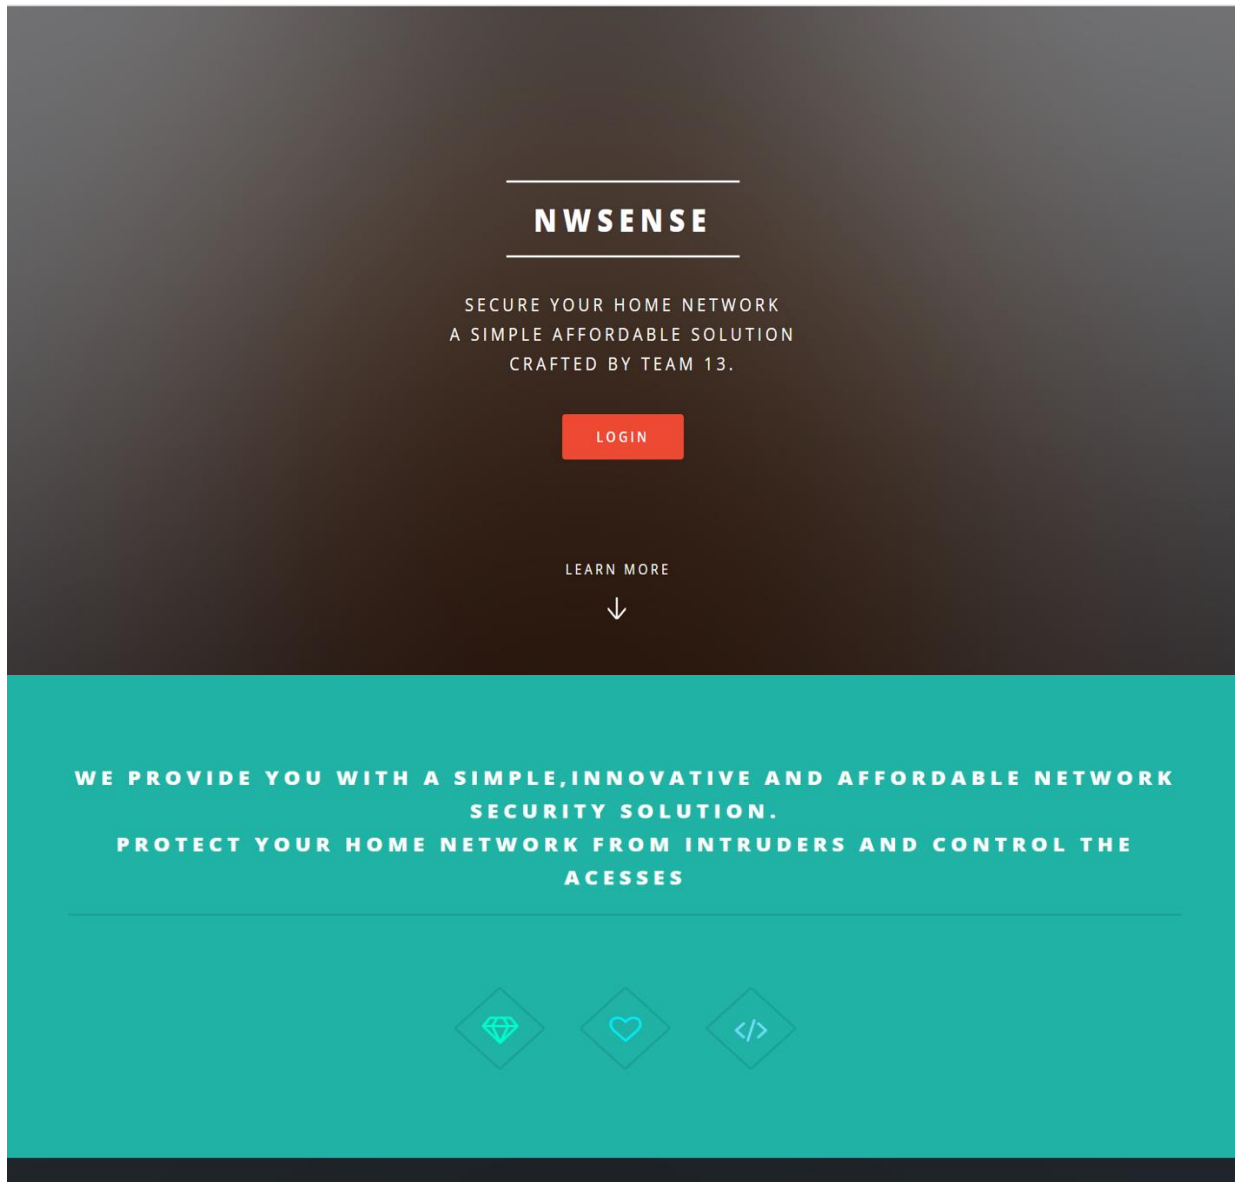 NWSENSE
SECURE YOUR HOME NETWORK
A SIMPLE AFFORDABLE SOLUTION
CRAFTED BY TEAM 13.
LOGIN
LEARN MORE
WE PROVIDE YOU WITH A SIMPLE,INNOVATIVE AND AFFORDABLE NETWORK
SECURITY SOLUTION.
PROTECT YOUR HOME NETWORK FROM INTRUDERS AND CONTROL THE
ACESSES